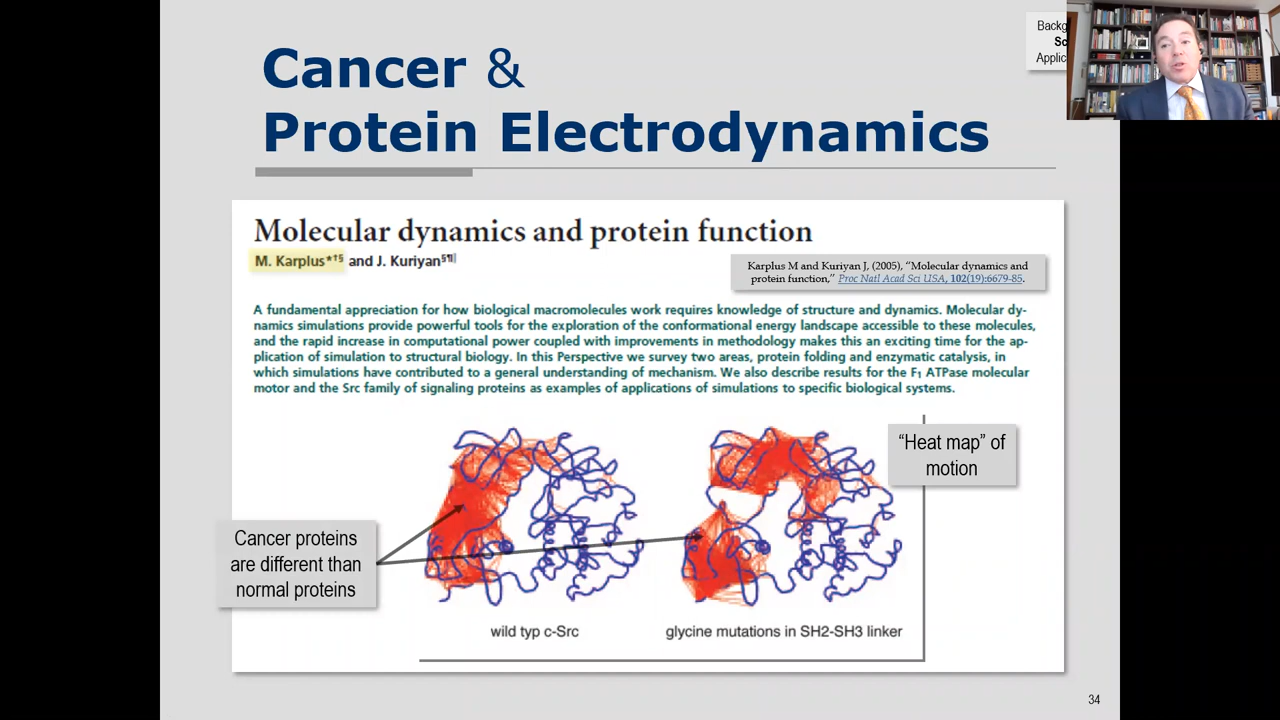 Cancer &
Protein Electrodynamics
Molecular dynamics and protein function
M. Karplus*†§ and J. Kuriyan§¶||
Karplus M and Kuriyan J, (2005), “Molecular dynamics and
protein function,” Proc Natl Acad Sci USA, 102(19):6679-85.
A fundamental appreciation for how biological macromolecules work requires knowledge of structure and dynamics. Molecular dy-
namics simulations provide powerful tools for the exploration of the conformational energy landscape accessible to these molecules,
and the rapid increase in computational power coupled with improvements in methodology makes this an exciting time for the ap-
plication of simulation to structural biology. In this Perspective we survey two areas, protein folding and enzymatic catalysis, in
which simulations have contributed to a general understanding of mechanism. We also describe results for the F₁ ATPase molecular
motor and the Src family of signaling proteins as examples of applications of simulations to specific biological systems.
“Heat map” of
motion
Cancer proteins
are different than
normal proteins
wild typ c-Src
glycine mutations in SH2-SH3 linker
Backg
Sc
Applic
34